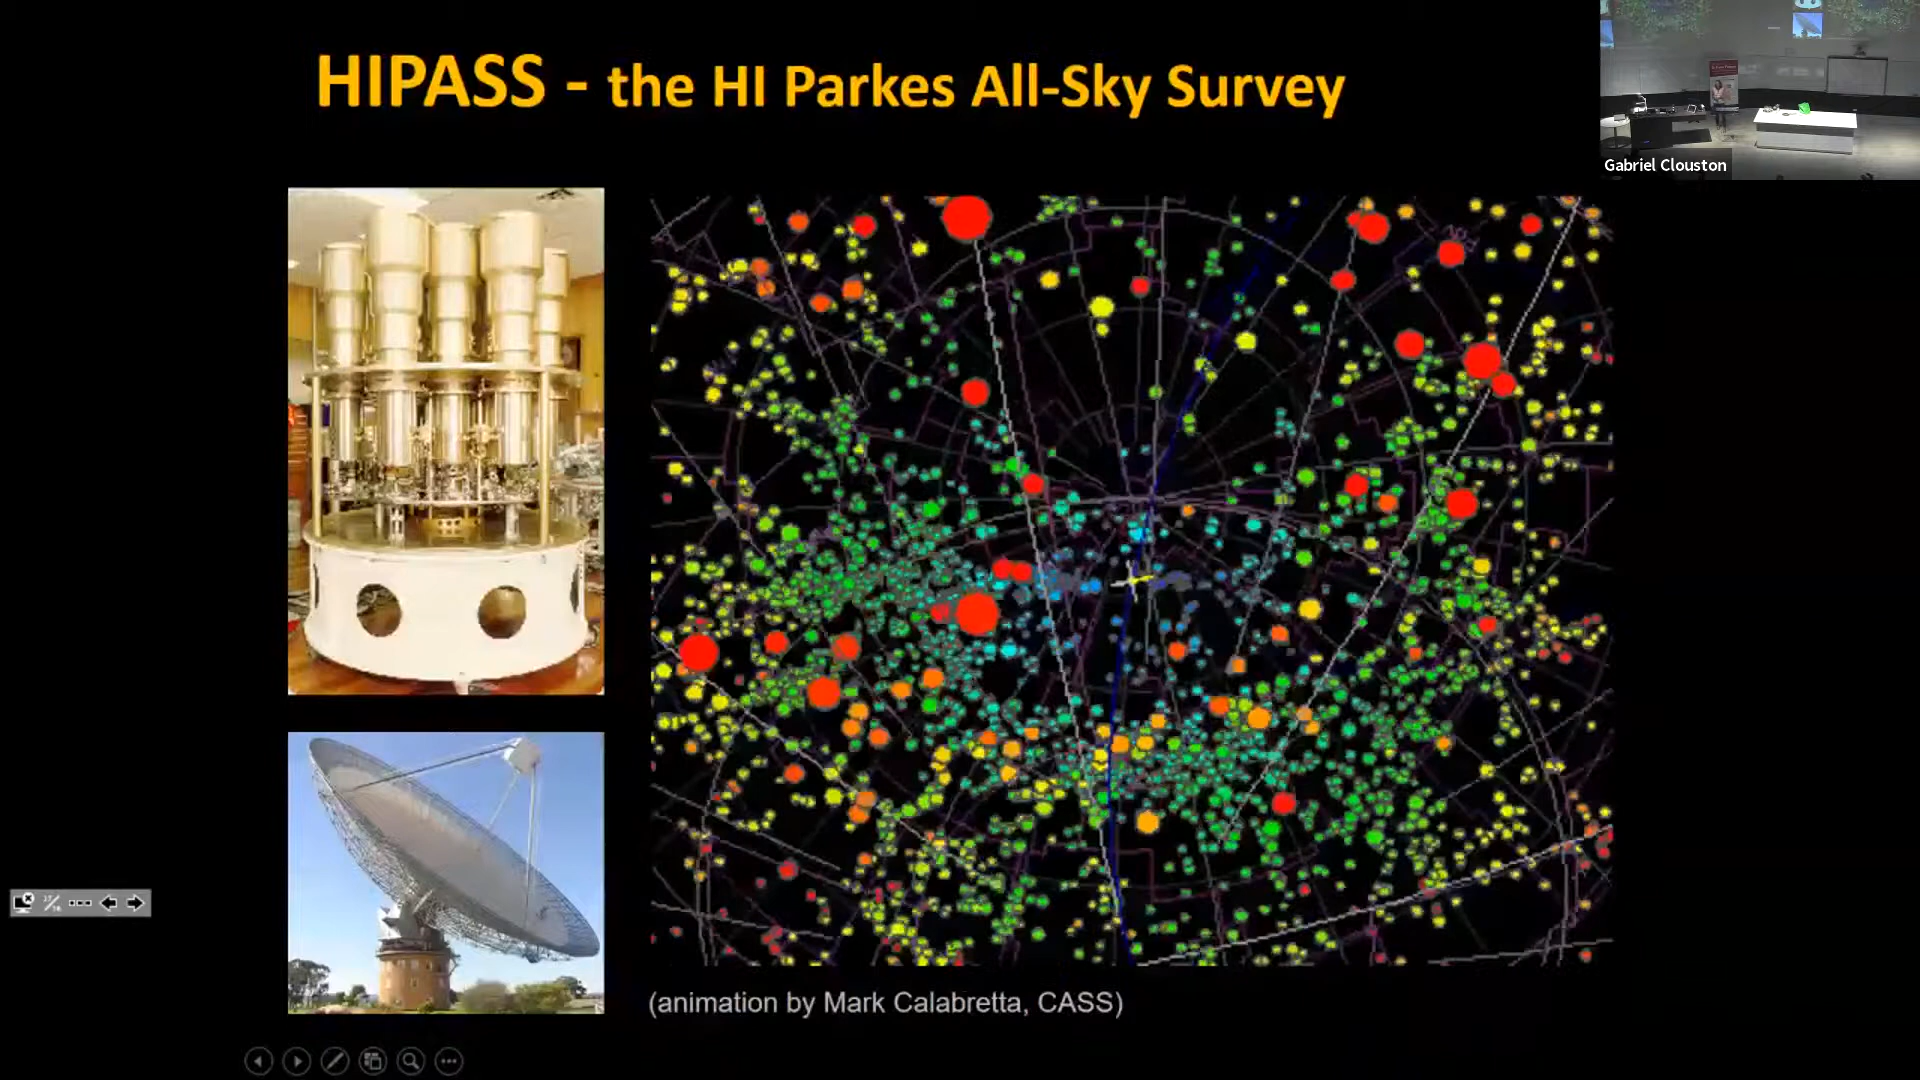 HIPASS - the HI Parkes All-Sky Survey
Gabriel Clouston
(animation by Mark Calabretta, CASS)